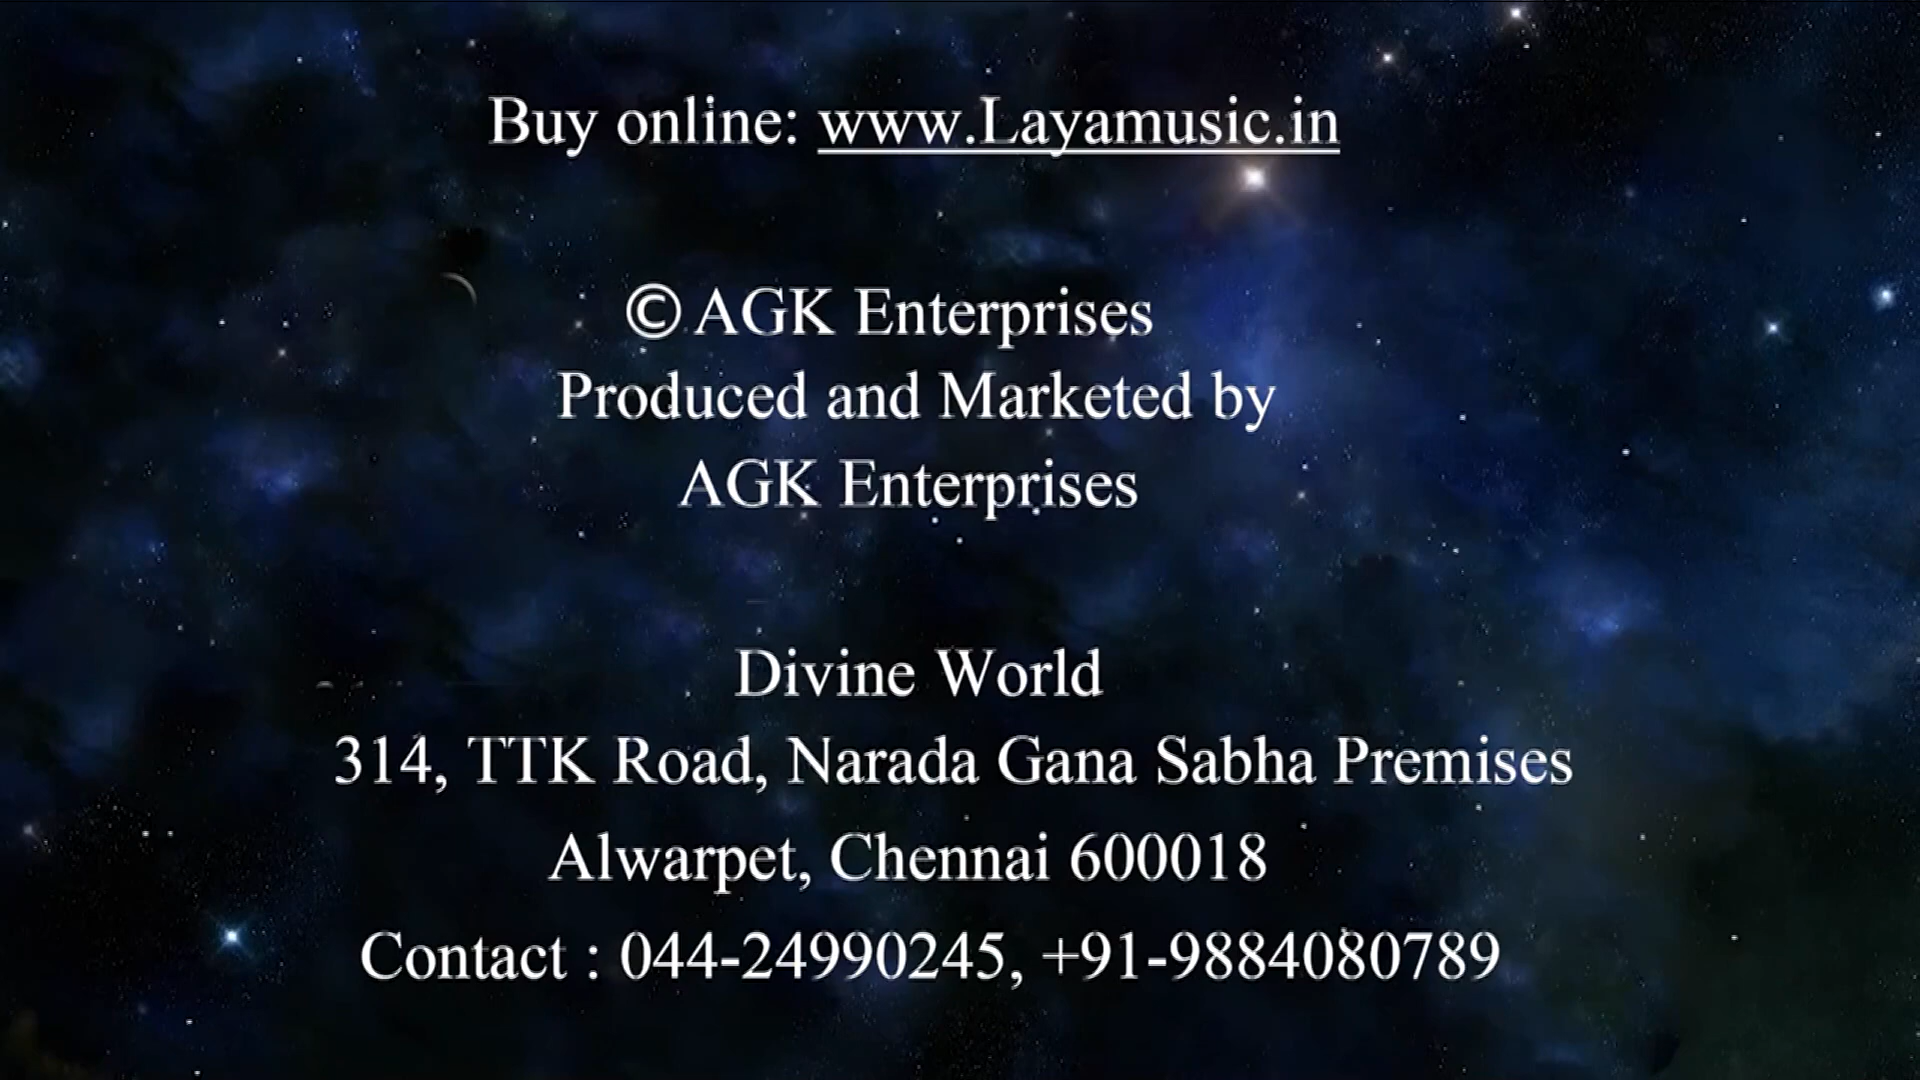 Buy online: www.Layamusic.in
© AGK Enterprises
Produced and Marketed by
AGK Enterprises
Divine World
314, TTK Road, Narada Gana Sabha Premises
Alwarpet, Chennai 600018
Contact : 044-24990245, +91-9884080789